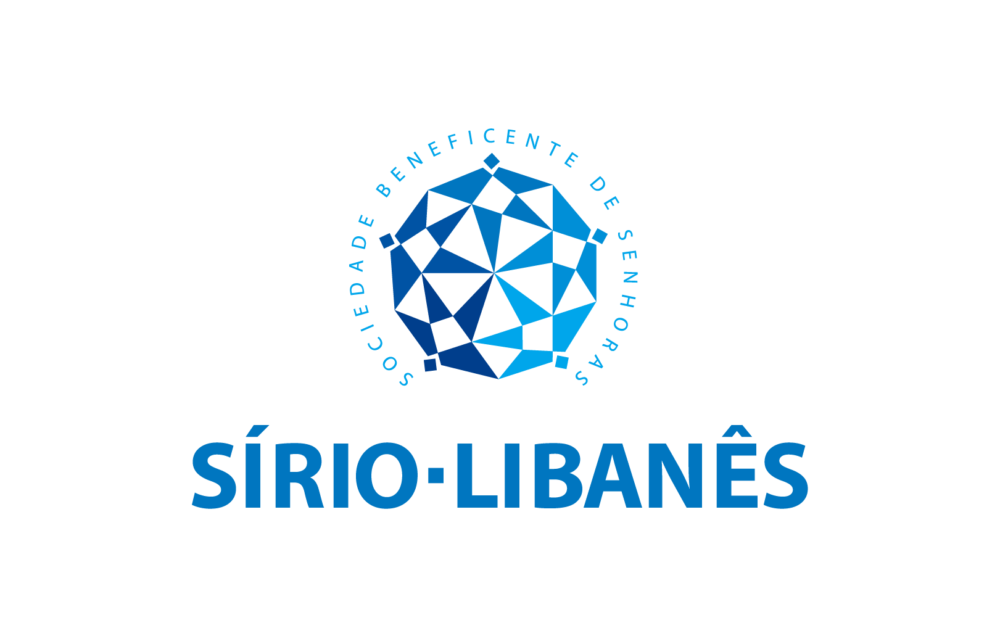 SOCIEDADE BENEFICENTE DE SENHORAS
SÍRIO·LIBANÊS